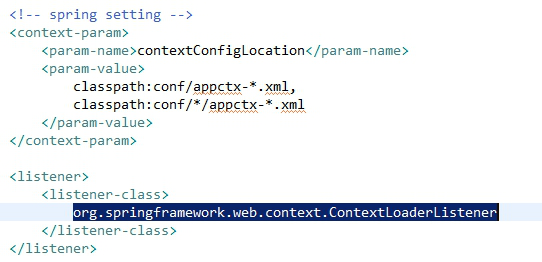 <!-- spring setting -->
<context-param>
    <param-name>contextConfigLocation</param-name>
    <param-value>
        classpath:conf/appctx-*.xml,
        classpath:conf/*/appctx-*.xml
    </param-value>
</context-param>

<listener>
    <listener-class>
        org.springframework.web.context.ContextLoaderListener
    </listener-class>
</listener>